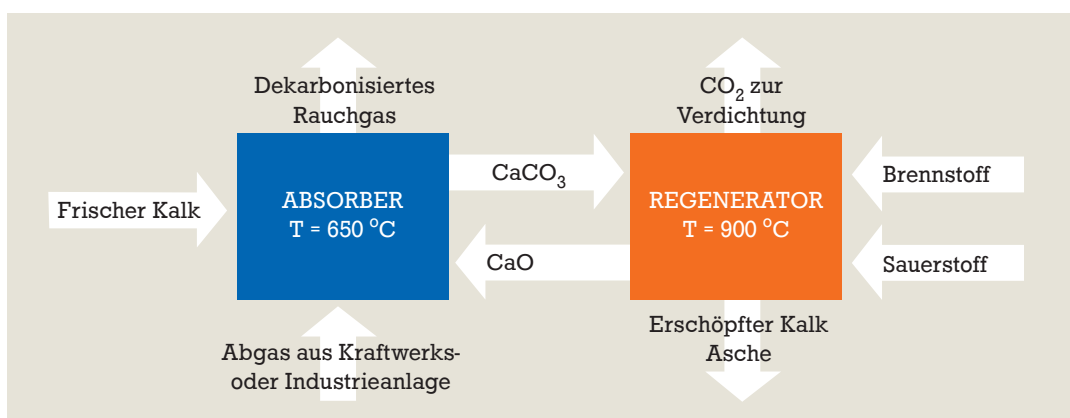 Dekarbonisiertes
Rauchgas
CO₂ zur
Verdichtung
Frischer Kalk
ABSORBER
T = 650 °C
CaCO₃
CaO
REGENERATOR
T = 900 °C
Brennstoff
Sauerstoff
Abgas aus Kraftwerks-
oder Industrieanlage
Erschöpfter Kalk
Asche